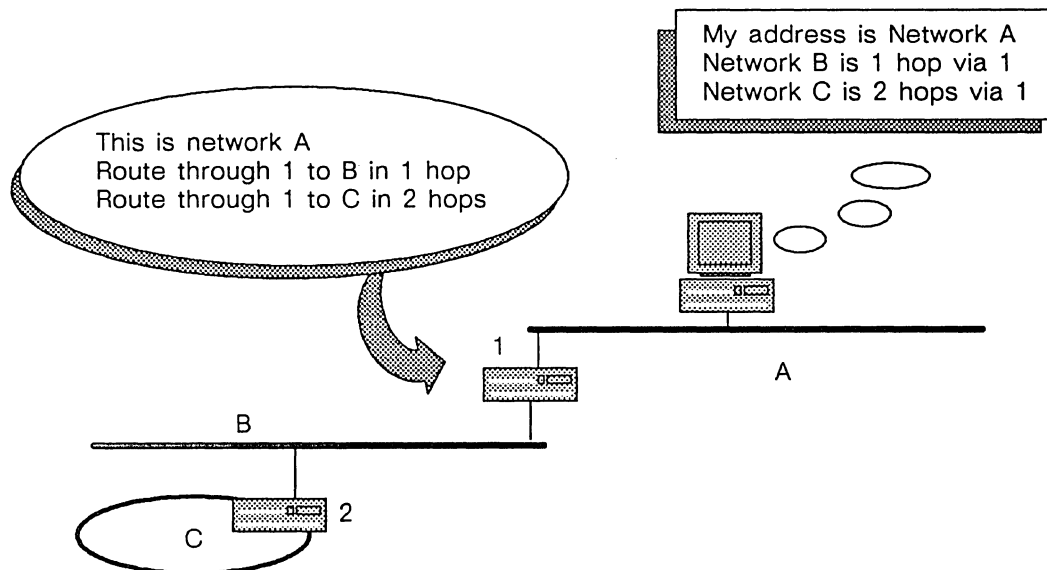 My address is Network A
Network B is 1 hop via 1
Network C is 2 hops via 1
This is network A
Route through 1 to B in 1 hop
Route through 1 to C in 2 hops
1
A
B
2
C